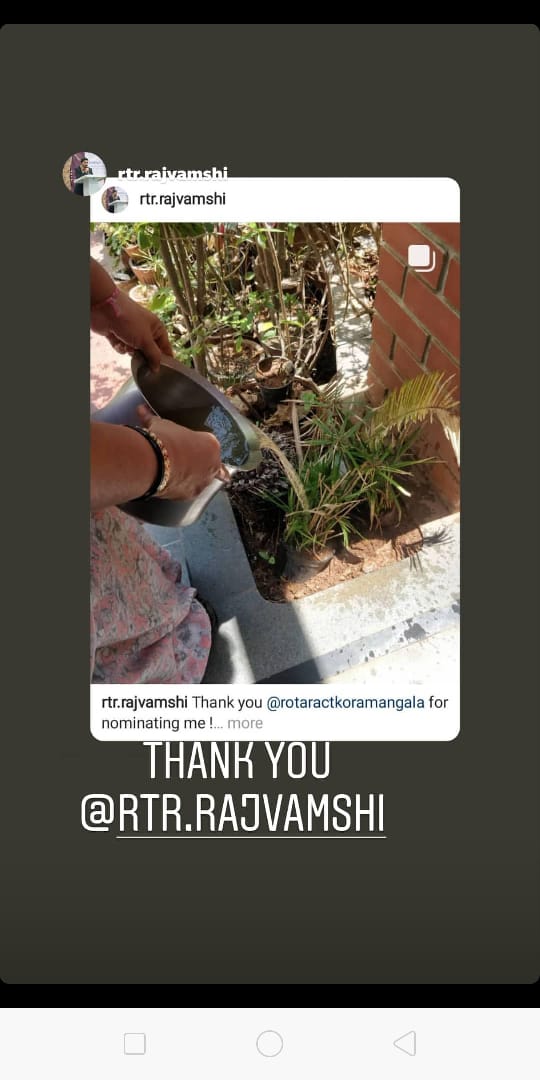 rtr.rajvamshi
rtr.rajvamshi
rtr.rajvamshi Thank you @rotaractkoramangala for
nominating me !... more
THANK YOU
@RTR.RAJVAMSHI